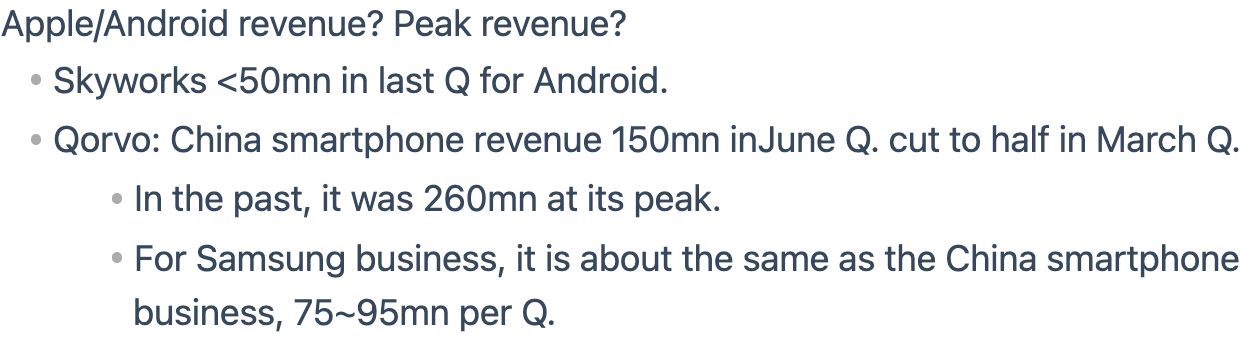 Apple/Android revenue? Peak revenue?
• Skyworks <50mn in last Q for Android.
• Qorvo: China smartphone revenue 150mn inJune Q. cut to half in March Q.
• In the past, it was 260mn at its peak.
• For Samsung business, it is about the same as the China smartphone
business, 75~95mn per Q.